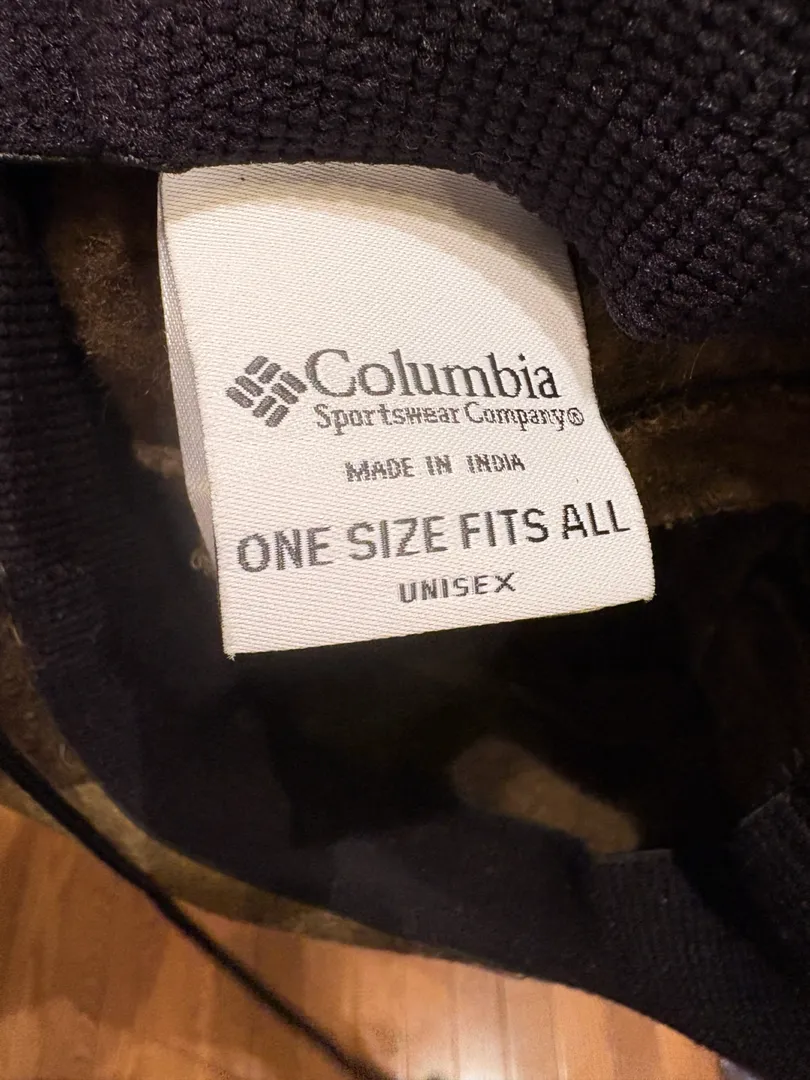 Columbia
Sportswear Company®
MADE IN INDIA
ONE SIZE FITS ALL
UNISEX